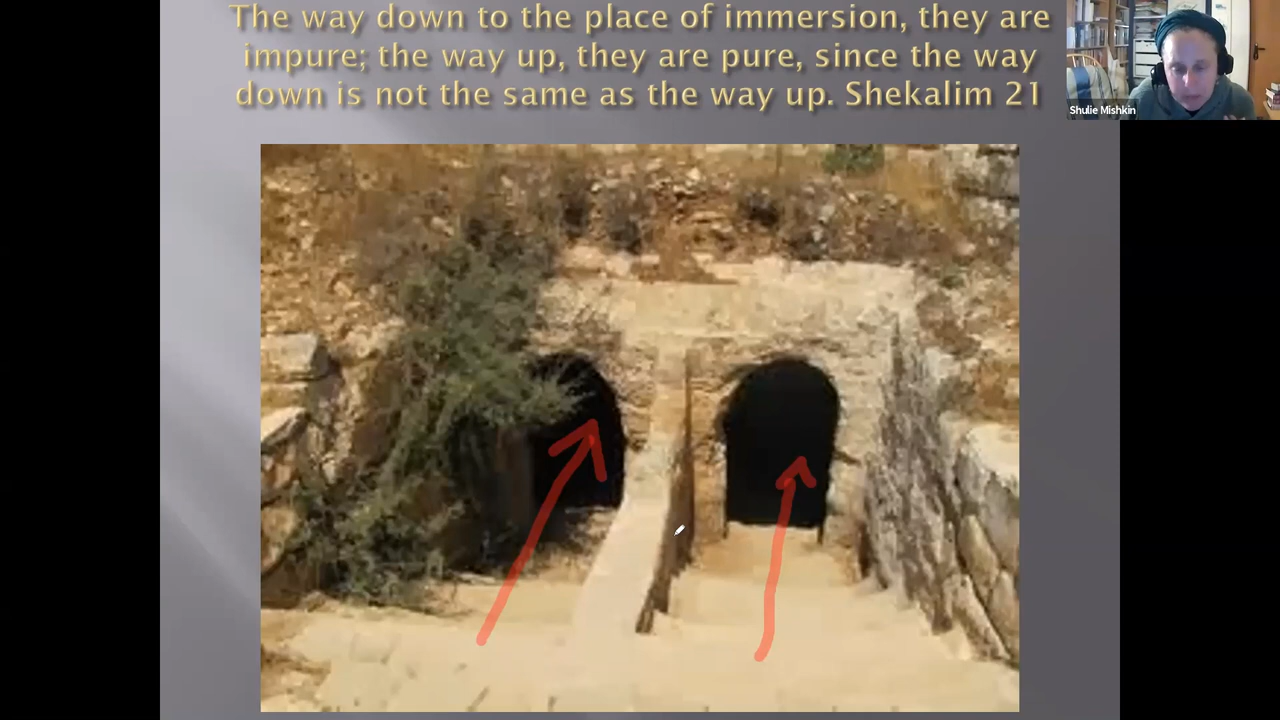 The way down to the place of immersion, they are
impure; the way up, they are pure, since the way
down is not the same as the way up. Shekalim 21
Shulie Mishkin